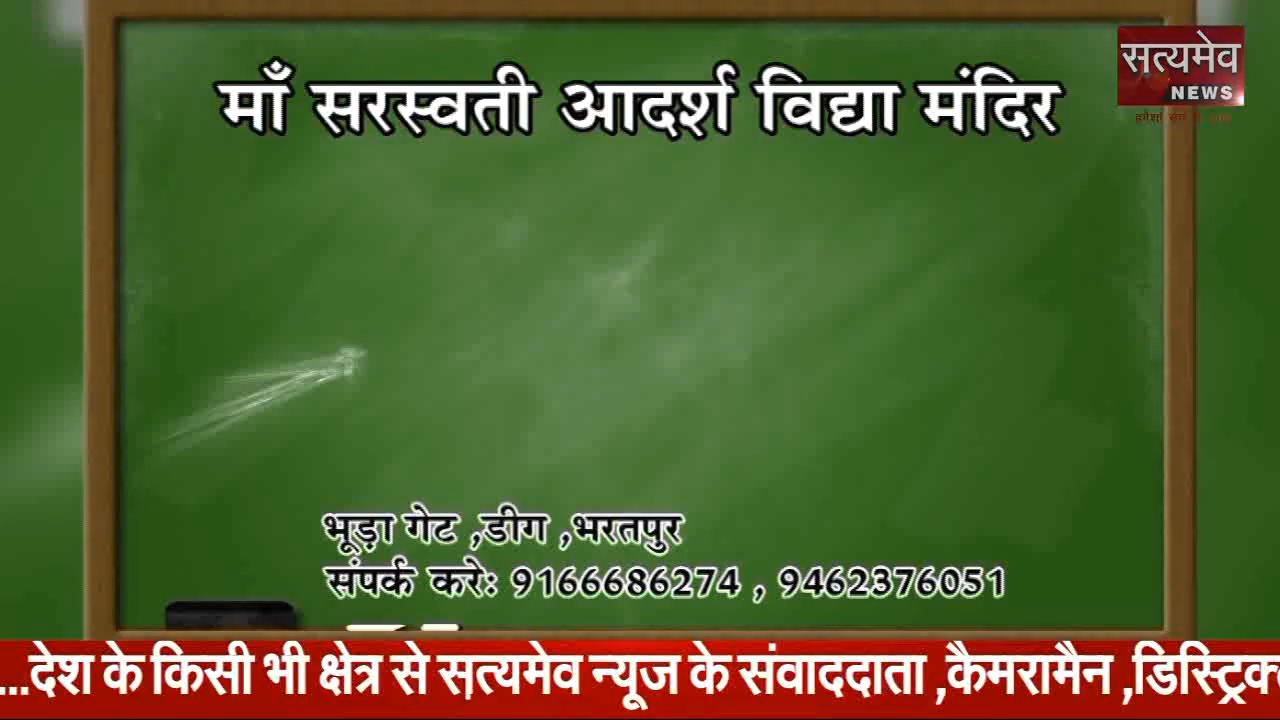 माँ सरस्वती आदर्श विद्या मंदिर
सत्यमेव
NEWS
भूड़ा गेट ,डीग ,भरतपुर
संपर्क करेः 9166686274 , 9462376051
...देश के किसी भी क्षेत्र से सत्यमेव न्यूज के संवाददाता ,कैमरामैन ,डिस्ट्रिक्